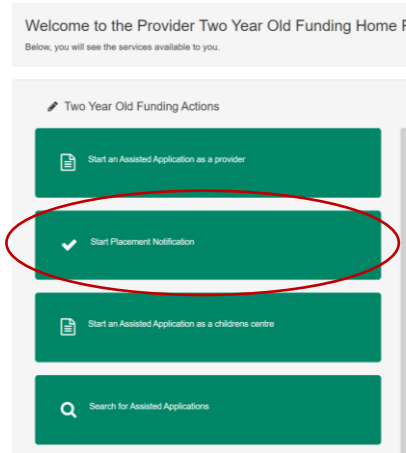 Welcome to the Provider Two Year Old Funding Home
Below, you will see the services available to you.
Two Year Old Funding Actions
Start an Assisted Application as a provider
Start Placement Notification
Start an Assisted Application as a childrens centre
Search for Assisted Applications